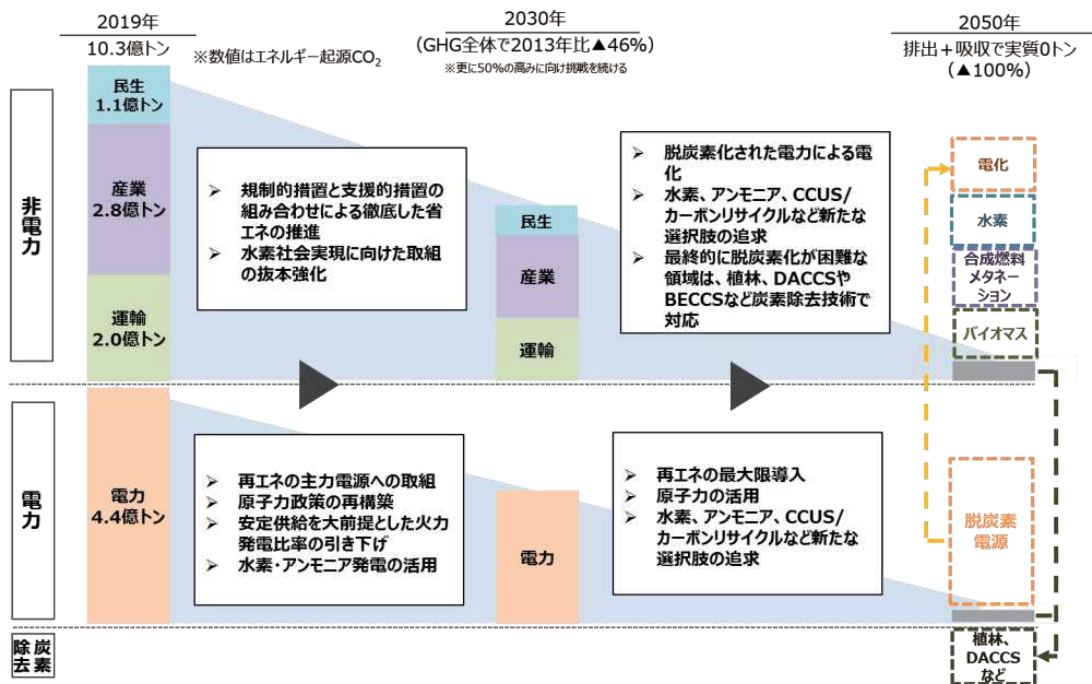 2019年
10.3億トン
※数値はエネルギー起源CO₂
2030年
(GHG全体で2013年比▲46%)
※更に50%の高みに向け挑戦を続ける
2050年
排出＋吸収で実質0トン
(▲100%)
非電力
民生
1.1億トン
産業
2.8億トン
運輸
2.0億トン
➢ 規制的措置と支援的措置の
組み合わせによる徹底した省
エネの推進
➢ 水素社会実現に向けた取組
の抜本強化
民生
産業
運輸
➢ 脱炭素化された電力による電
化
➢ 水素、アンモニア、CCUS/
カーボンリサイクルなど新たな
選択肢の追求
➢ 最終的に脱炭素化が困難な
領域は、植林、DACCSや
BECCSなど炭素除去技術で
対応
電化
水素
合成燃料
メタネー
ション
バイオマス
電力
電力
4.4億トン
➢ 再エネの主力電源への取組
➢ 原子力政策の再構築
➢ 安定供給を大前提とした火力
発電比率の引き下げ
➢ 水素・アンモニア発電の活用
電力
➢ 再エネの最大限導入
➢ 原子力の活用
➢ 水素、アンモニア、CCUS/
カーボンリサイクルなど新たな
選択肢の追求
脱炭素
電源
炭素除去
植林、
DACCS
など